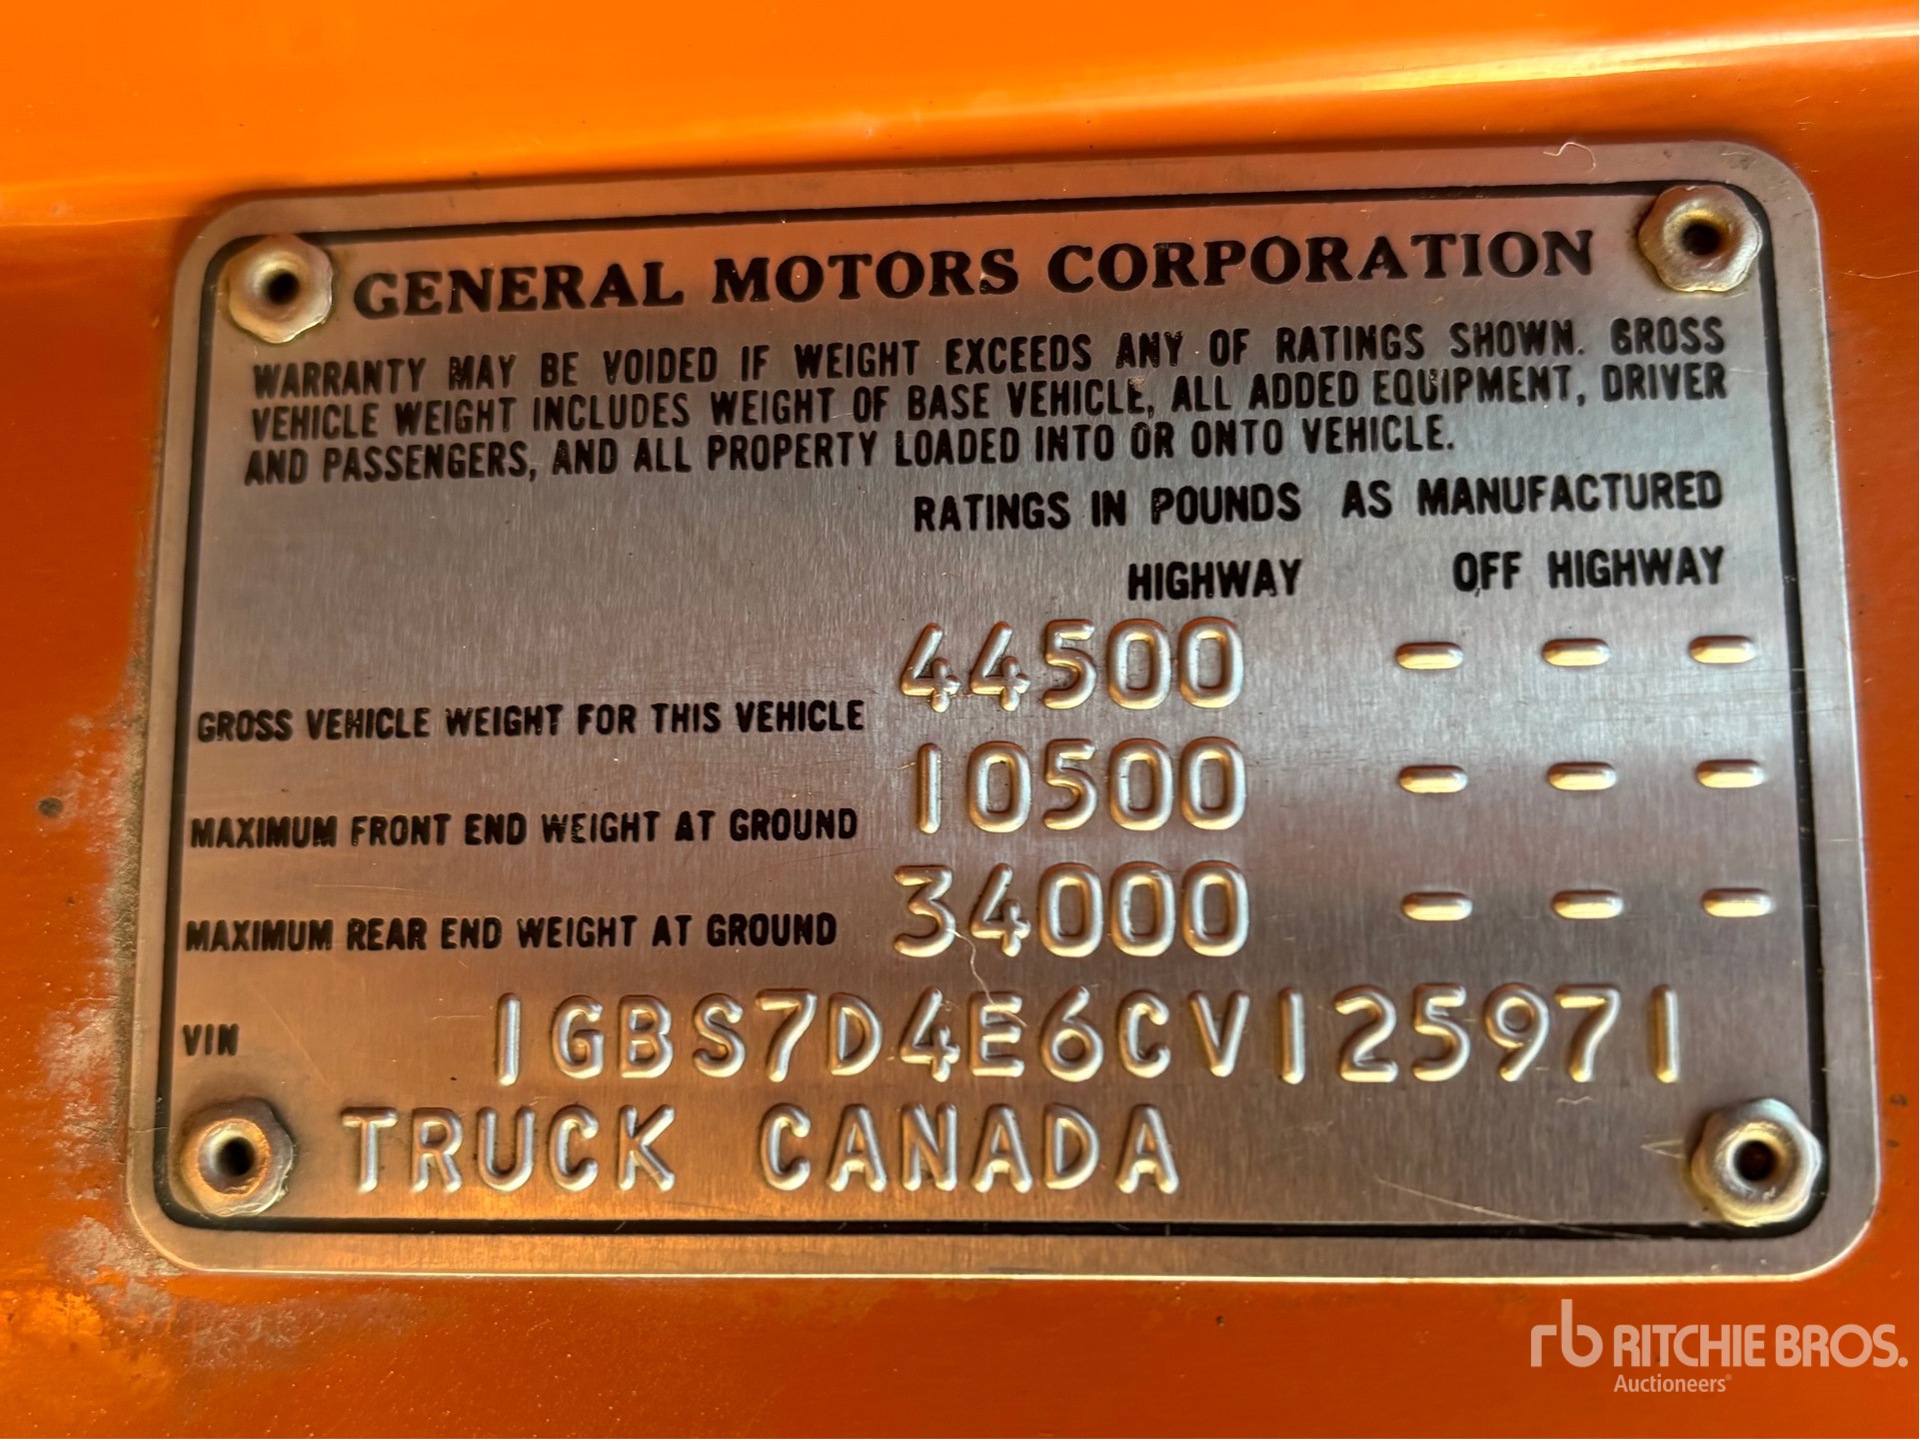 GENERAL MOTORS CORPORATION
WARRANTY MAY BE VOIDED IF WEIGHT EXCEEDS ANY OF RATINGS SHOWN. GROSS
VEHICLE WEIGHT INCLUDES WEIGHT OF BASE VEHICLE, ALL ADDED EQUIPMENT, DRIVER
AND PASSENGERS, AND ALL PROPERTY LOADED INTO OR ONTO VEHICLE.
RATINGS IN POUNDS AS MANUFACTURED
HIGHWAY OFF HIGHWAY
GROSS VEHICLE WEIGHT FOR THIS VEHICLE 44500 - - -
MAXIMUM FRONT END WEIGHT AT GROUND 10500 - - -
MAXIMUM REAR END WEIGHT AT GROUND 34000 - - -
VIN 1GBS7D4E6CV125971
TRUCK CANADA
rb RITCHIE BROS.
Auctioneers®